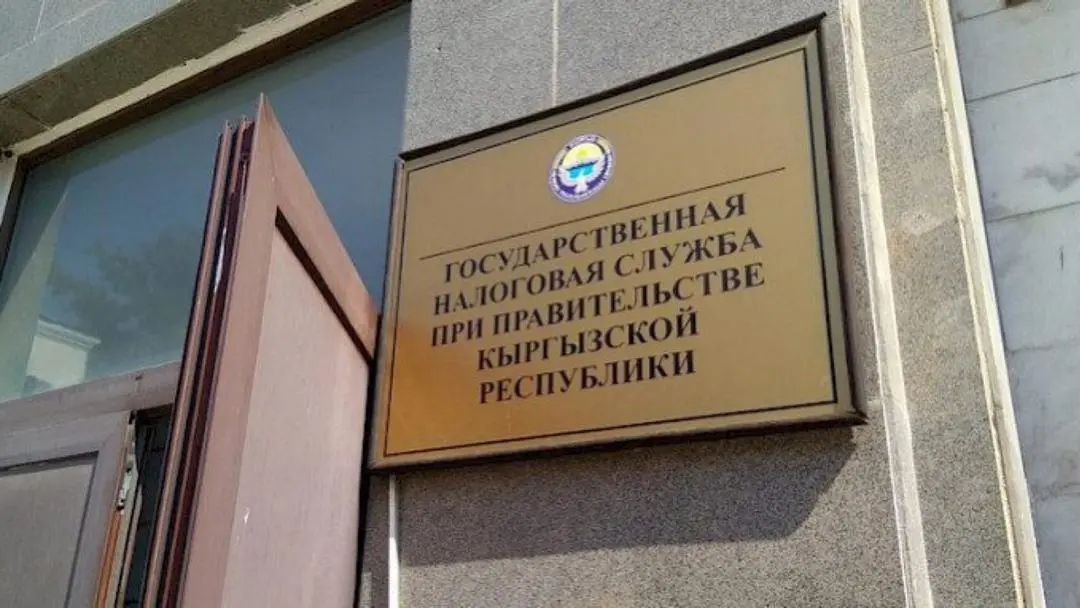 ГОСУДАРСТВЕННАЯ
НАЛОГОВАЯ СЛУЖБА
ПРИ ПРАВИТЕЛЬСТВЕ
КЫРГЫЗСКОЙ
РЕСПУБЛИКИ